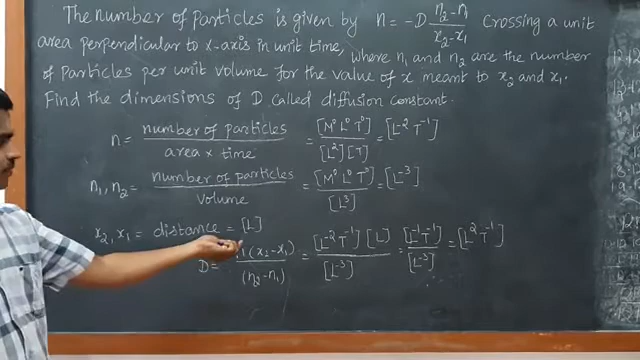 The number of particles is given by n = -D (n₂-n₁)/(x₂-x₁) crossing a unit
area perpendicular to x-axis in unit time, where n₁ and n₂ are the number
of particles per unit volume for the value of x meant to x₂ and x₁.
Find the dimensions of D called diffusion constant.
n = number of particles/area × time = [M⁰ L⁰ T⁰]/[L²] [T] = [L⁻² T⁻¹]
n₁, n₂ = number of particles/volume = [M⁰ L⁰ T⁰]/[L³] = [L⁻³]
x₂, x₁ = distance = [L]
D = (x₂-x₁)/(n₂-n₁) = [L⁻² T⁻¹] [L]/[L⁻³] = [L⁻¹ T⁻¹]/[L⁻³] = [L² T⁻¹]